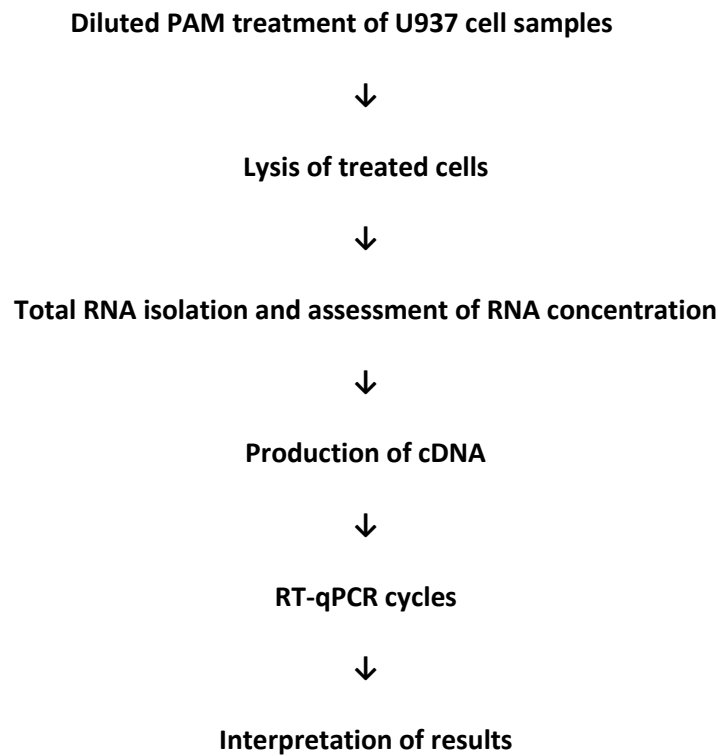 Diluted PAM treatment of U937 cell samples
↓
Lysis of treated cells
↓
Total RNA isolation and assessment of RNA concentration
↓
Production of cDNA
↓
RT-qPCR cycles
↓
Interpretation of results